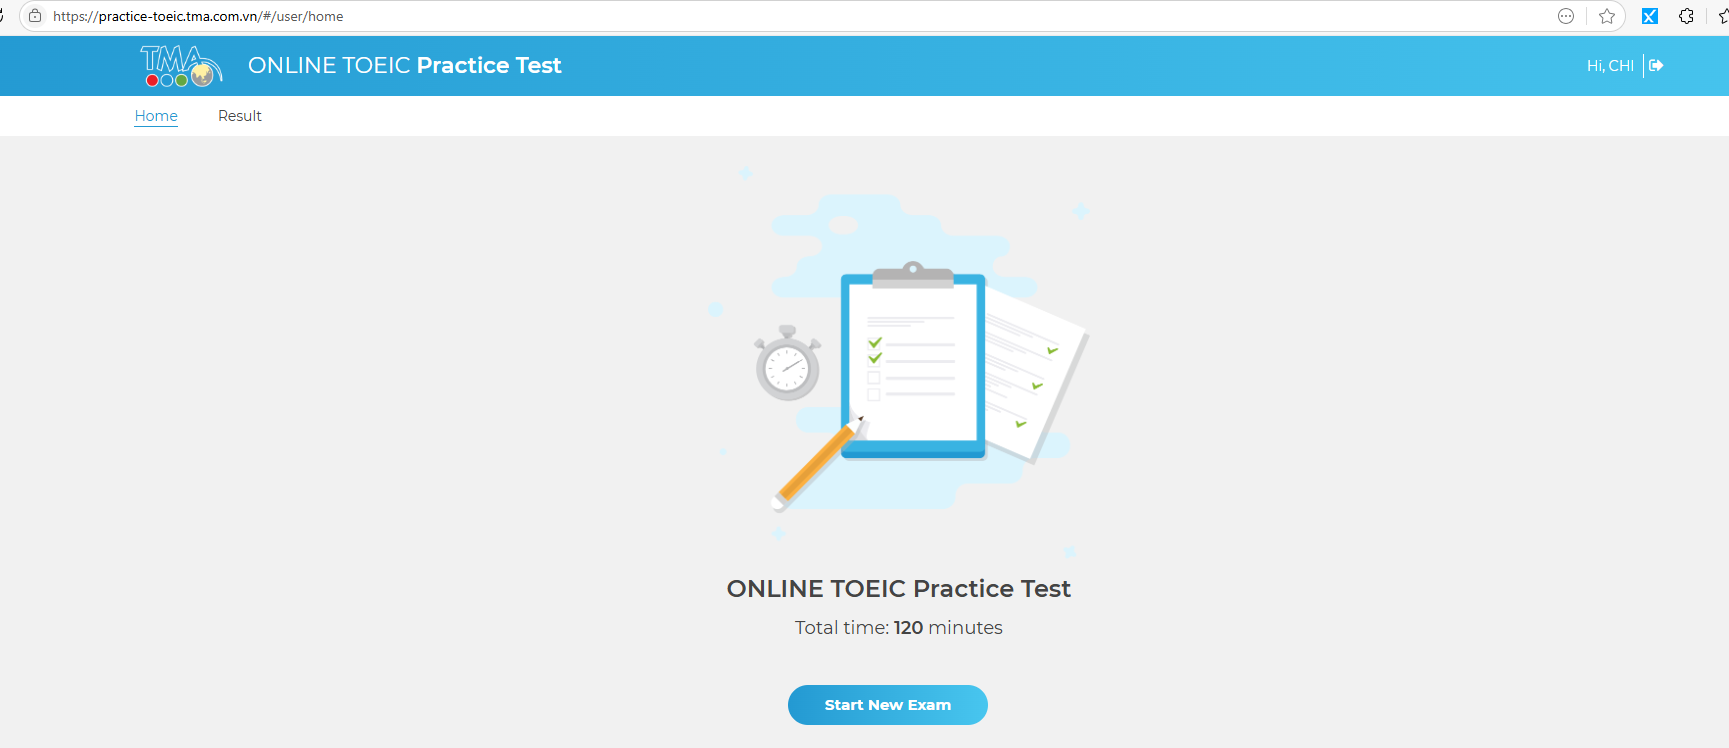 https://practice-toeic.tma.com.vn/#/user/home
TMA
ONLINE TOEIC Practice Test
Hi, CHI
Home
Result
ONLINE TOEIC Practice Test
Total time: 120 minutes
Start New Exam